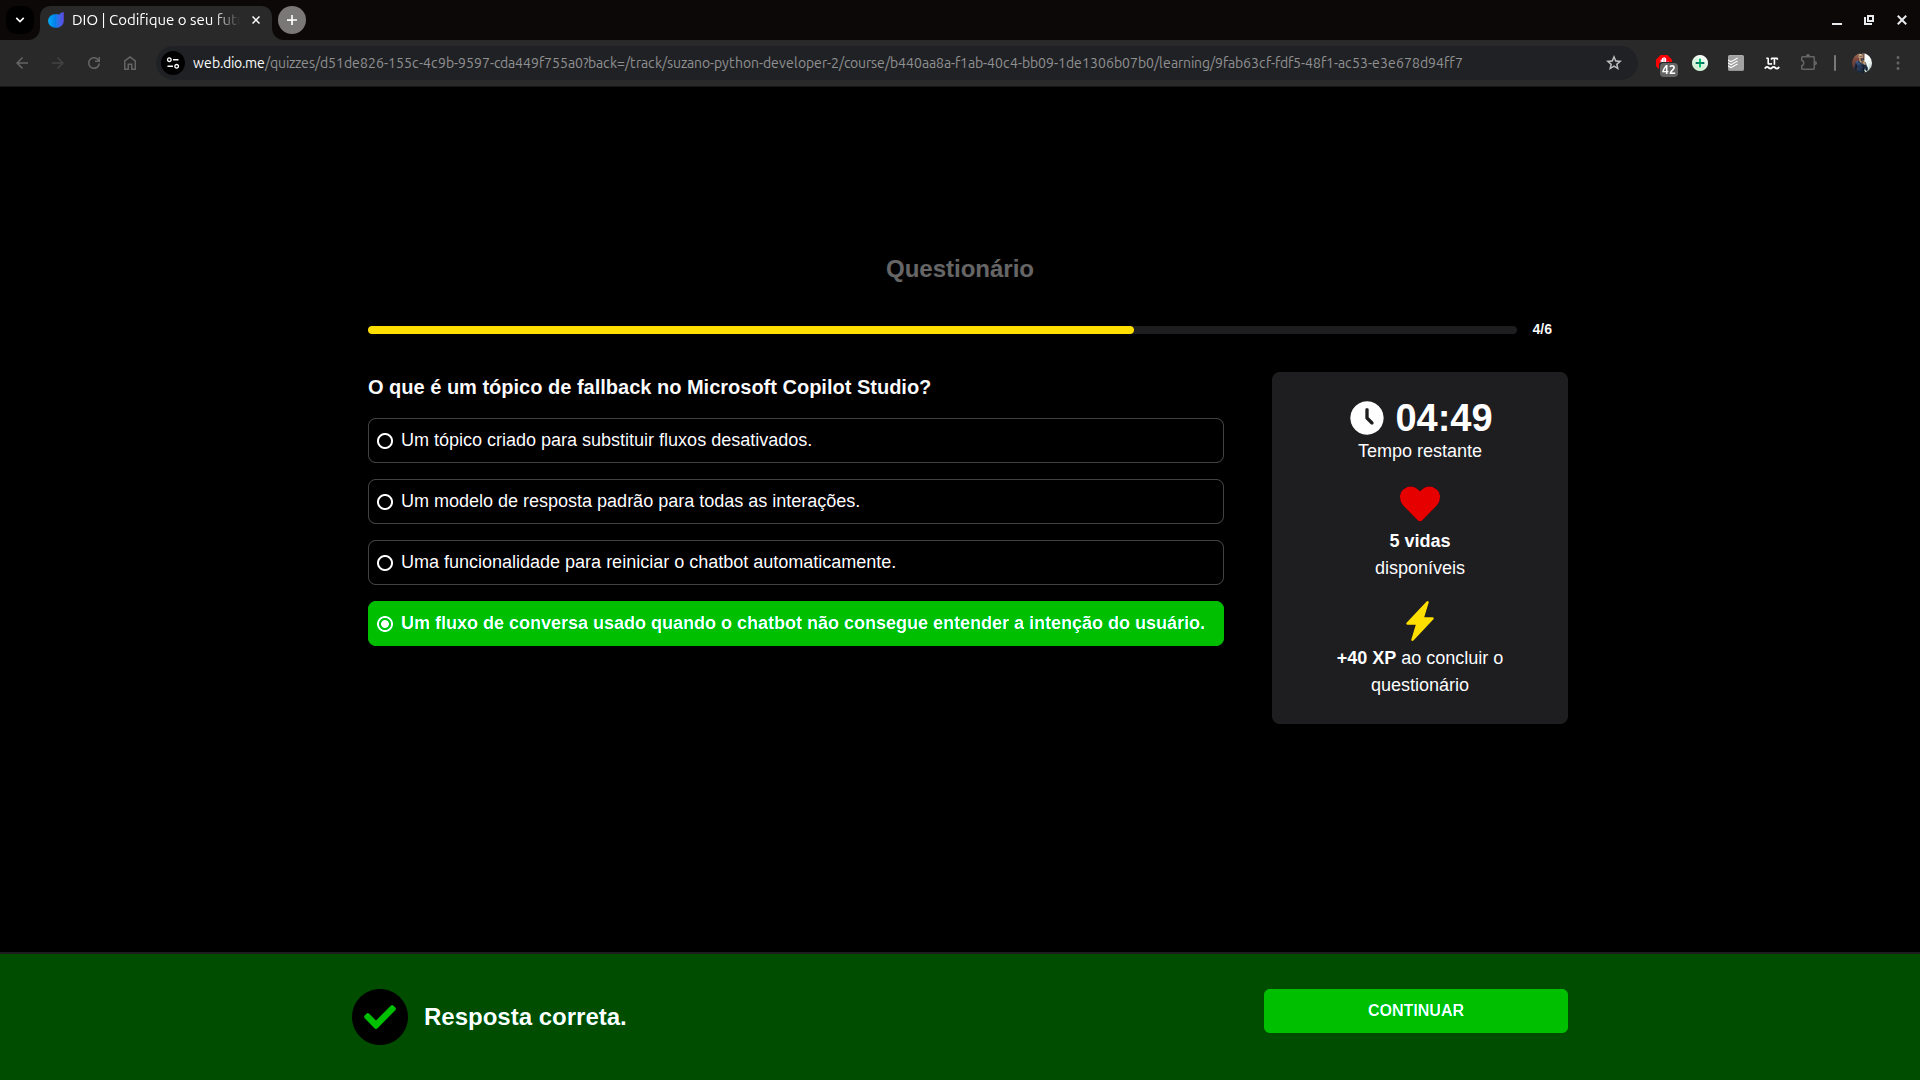 DIO | Codifique o seu fut
web.dio.me/quizzes/d51de826-155c-4c9b-9597-cda449f755a0?back=/track/suzano-python-developer-2/course/b440aa8a-f1ab-40c4-bb09-1de1306b07b0/learning/9fab63cf-fdf5-48f1-ac53-e3e678d94ff7
42
LT
Questionário
4/6
O que é um tópico de fallback no Microsoft Copilot Studio?
Um tópico criado para substituir fluxos desativados.
Um modelo de resposta padrão para todas as interações.
Uma funcionalidade para reiniciar o chatbot automaticamente.
Um fluxo de conversa usado quando o chatbot não consegue entender a intenção do usuário.
04:49
Tempo restante
5 vidas
disponíveis
+40 XP ao concluir o
questionário
Resposta correta.
CONTINUAR